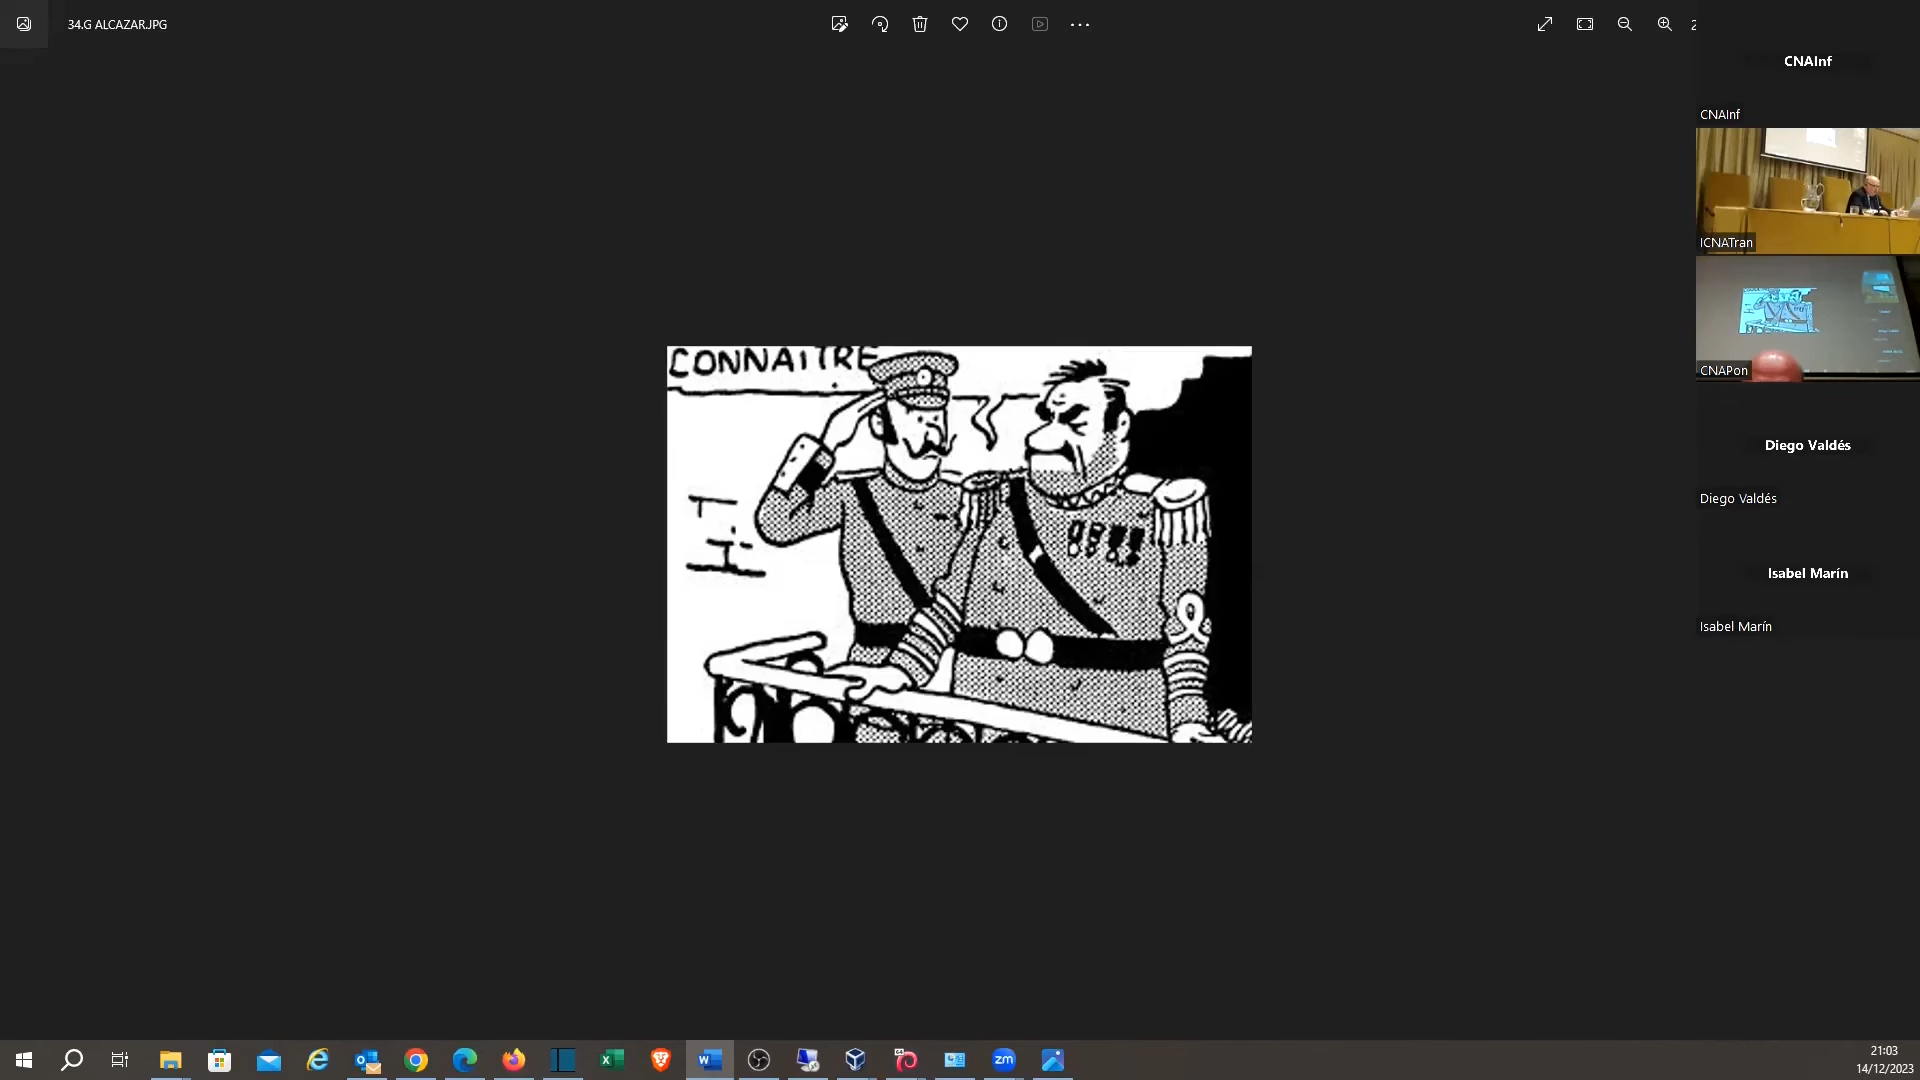 34.G ALCAZAR.JPG
CNAInf
CNAInf
ICNATran
CNAPon
Diego Valdés
Diego Valdés
Isabel Marín
Isabel Marín
CONNAITRE
zm
21:03
14/12/2023